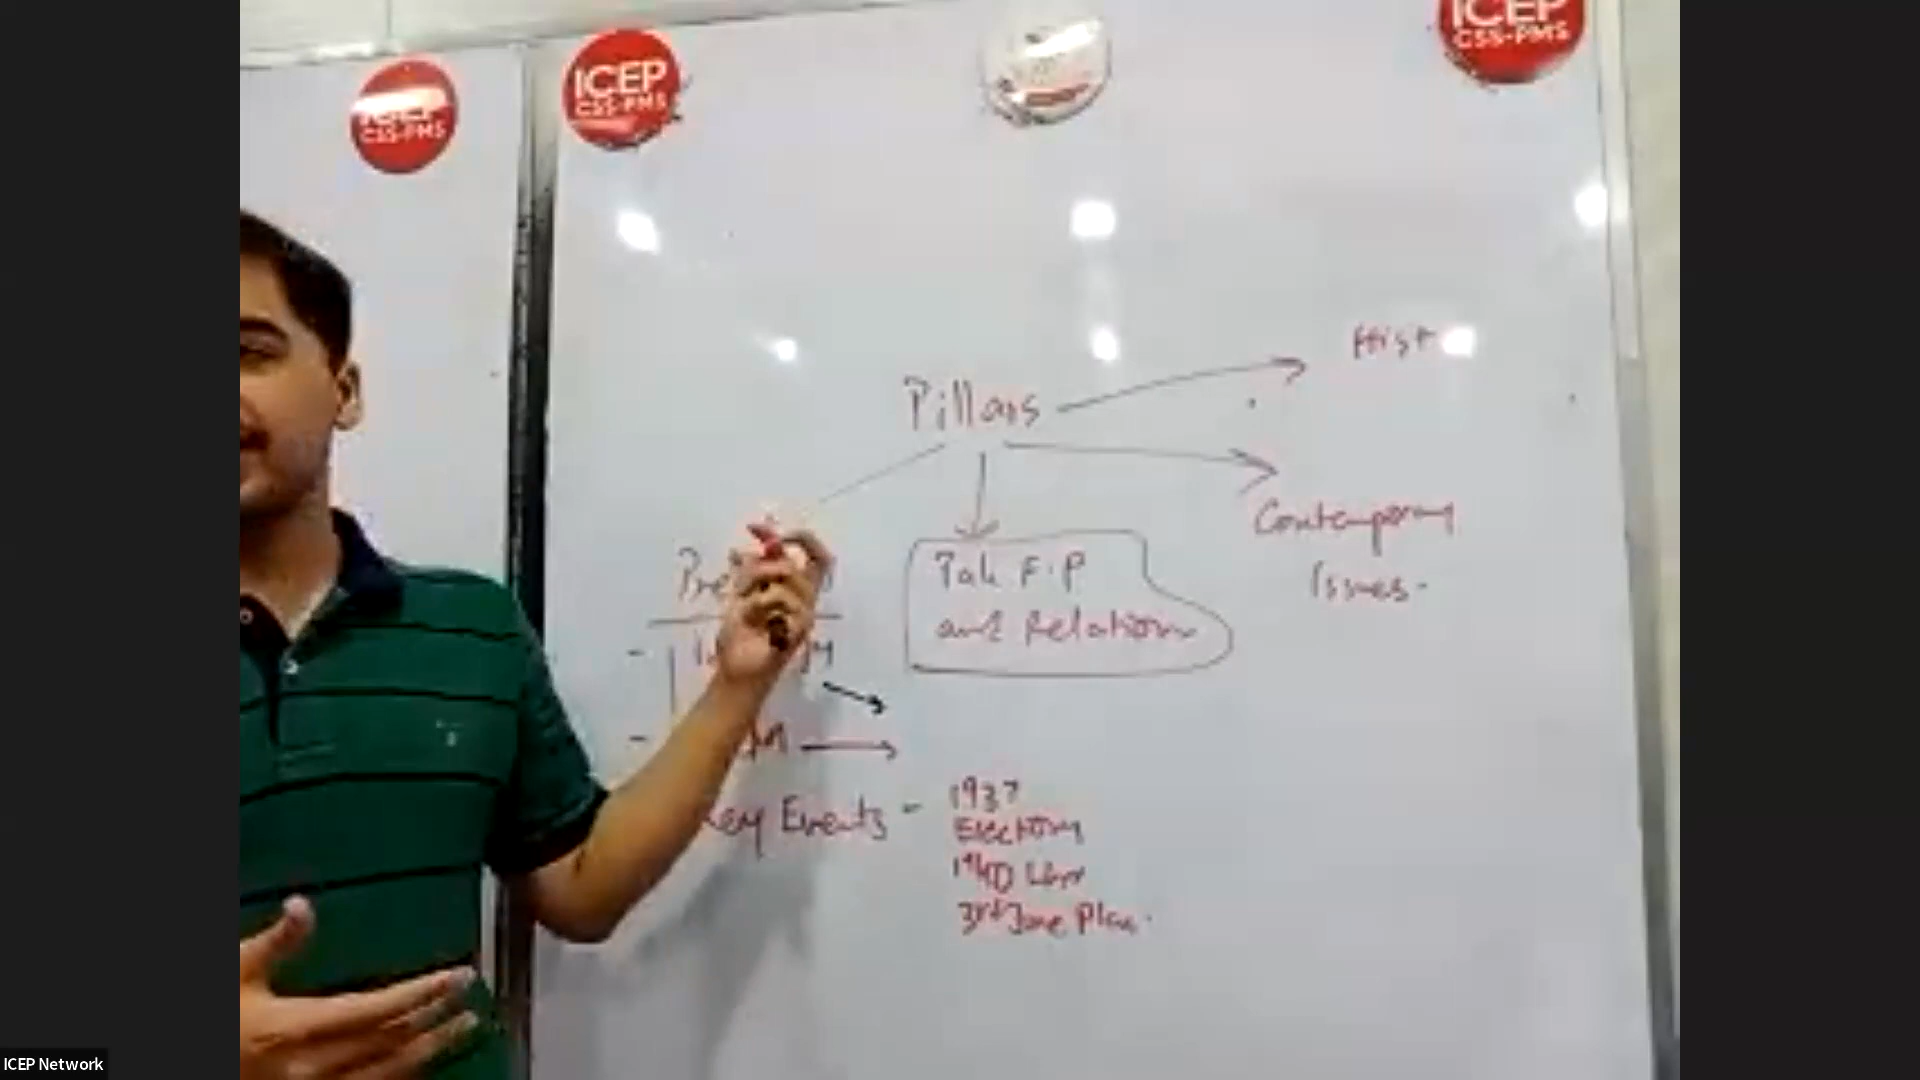 ICEP
CSS-PMS
ICEP
CSS-PMS
ICEP
CSS-PMS
Hist
Pillars
Contemporary
Issues.
Pak F.P
and Relations
Key Events -
1937
Elections
1940
3rd June Plan.
ICEP Network